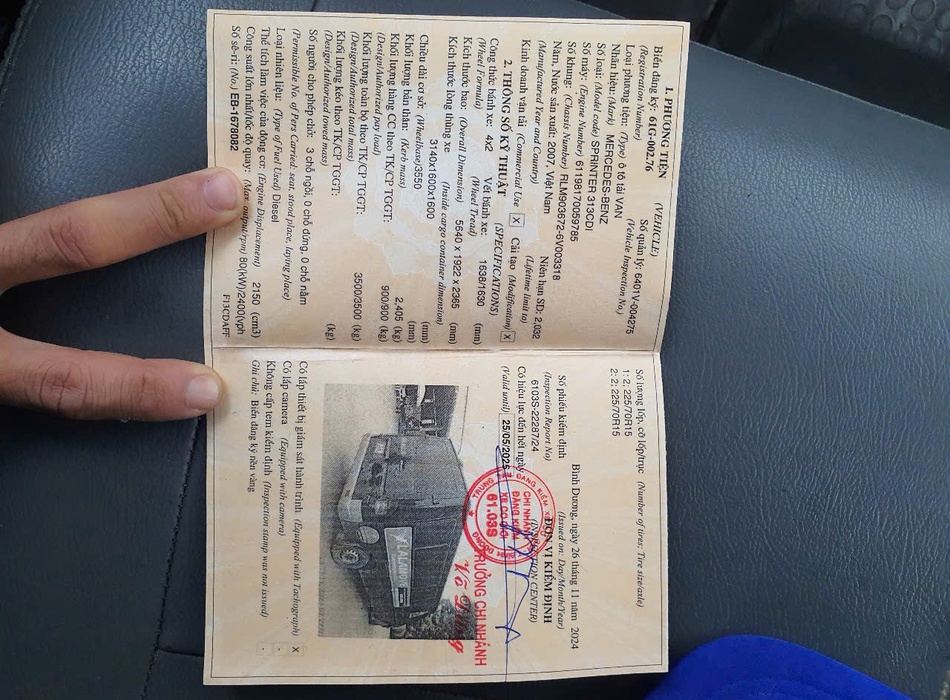 1. PHƯƠNG TIỆN (VEHICLE)
Biển đăng ký: 61G-002.76 Số quản lý: 6401V-004275
(Registration Number) (Vehicle Inspection No.)
Loại phương tiện: (Type) ô tô tải VAN
Nhãn hiệu: (Mark) MERCEDES-BENZ
Số loại: (Model code) SPRINTER 313CDI
Số máy: (Engine Number) 61198170059785
Số khung: (Chassis Number) RLM903672-6V003318
Năm, Nước sản xuất: 2007, Việt Nam Niên hạn SD: 2,032
(Manufactured Year and Country) (Lifetime limit to)
Kinh doanh vận tải: (Commercial Use X Cải tạo (Modification) X
2. THÔNG SỐ KỸ THUẬT (SPECIFICATIONS)
Công thức bánh xe: 4x2 Vết bánh xe: 1638/1630 (mm)
(Wheel Formula) (Wheel Tread)
Kích thước bao: (Overall Dimension) 5640 x 1922 x 2365 (mm)
Kích thước lòng thùng xe (Inside cargo container dimension)
3140x1600x1600 (mm)
Chiều dài cơ sở: (Wheelbase) 3550 (mm)
Khối lượng bản thân: (Kerb mass) 2,405 (kg)
Khối lượng hàng CC theo TK/CP TGGT: 900/900 (kg)
(Design/Authorized pay load)
Khối lượng toàn bộ theo TK/CP TGGT: 3500/3500 (kg)
(Design/Authorized total mass)
Khối lượng kéo theo TK/CP TGGT: (kg)
(Design/Authorized towed mass)
Số người cho phép chở: 3 chỗ ngồi, 0 chỗ đứng, 0 chỗ nằm
(Permissible No. of Pers Carried: seat, stood place, laying place)
Loại nhiên liệu: (Type of Fuel Used) Diesel
Thể tích làm việc của động cơ: (Engine Displacement) 2150 (cm3)
Công suất lớn nhất/tốc độ quay: (Max. output/rpm) 80(kW)/2400(vph
Số sê-ri: (No.) EB-1678082 F13CDAFF
Số lượng lốp, cỡ lốp/trục (Number of tires: Tire size/axle)
1: 2: 225/70R15
2: 2: 225/70R15
Bình Dương, ngày 26 tháng 11 năm 2024
(Issued on: Day/Month/Year)
Số phiếu kiểm định ĐƠN VỊ KIỂM ĐỊNH
(Inspection Report No) (INSPECTION CENTER)
6103S-22287/24
Có hiệu lực đến hết ngày
(Valid until) 25/05/2025
CHI NHÁNH
ĐĂNG KIỂM
XE CƠ GIỚI
61.03S
TRƯỞNG CHI NHÁNH
Có lắp thiết bị giám sát hành trình (Equipped with Tachograph) X
Có lắp camera (Equipped with camera) -
Không cấp tem kiểm định (Inspection stamp was not issued) -
Ghi chú: Biển đăng ký nền vàng